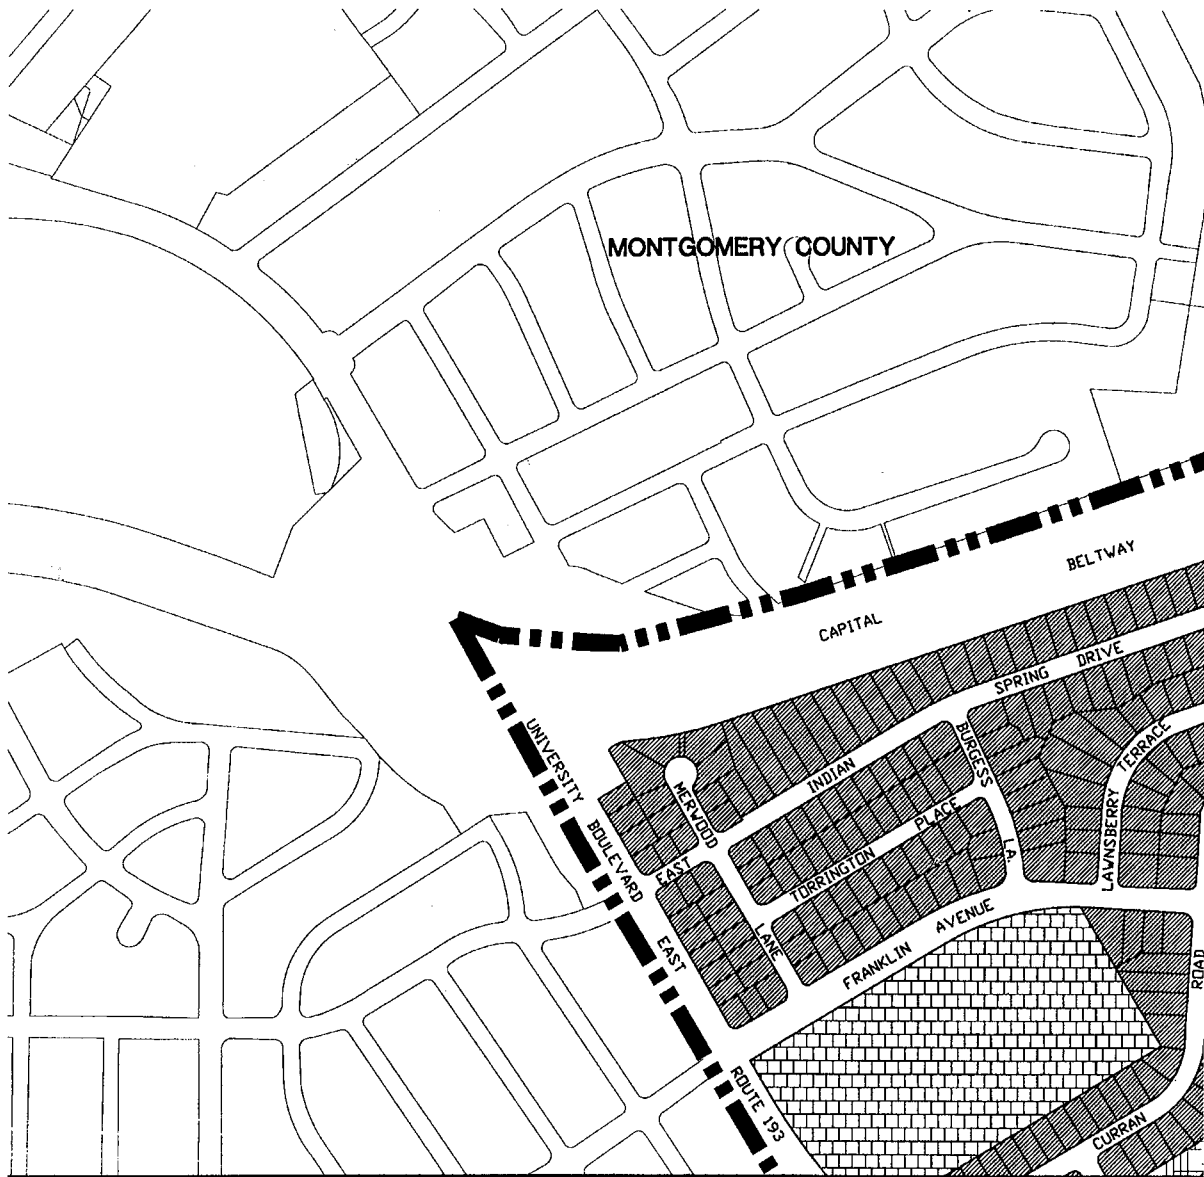 MONTGOMERY COUNTY
BELTWAY
CAPITAL
SPRING DRIVE
UNIVERSITY
BURGESS
TERRACE
INDIAN
MERWOOD
PLACE
LAWNSBERRY
BOULEVARD
EAST
TORRINGTON
LA.
EAST
LANE
FRANKLIN AVENUE
ROAD
ROUTE 193
CURRAN